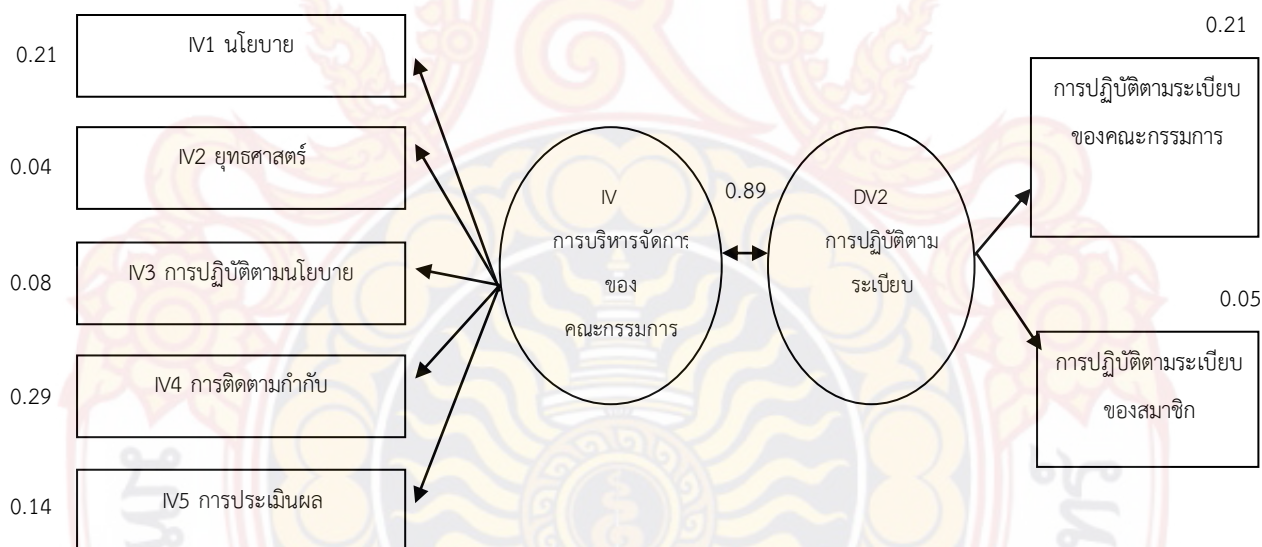 0.21
IV1 นโยบาย
0.04
IV2 ยุทธศาสตร์
0.08
IV3 การปฏิบัติตามนโยบาย
0.29
IV4 การติดตามกำกับ
0.14
IV5 การประเมินผล
IV
การบริหารจัดการ
ของ
คณะกรรมการ
0.89
DV2
การปฏิบัติตาม
ระเบียบ
0.21
การปฏิบัติตามระเบียบ
ของคณะกรรมการ
0.05
การปฏิบัติตามระเบียบ
ของสมาชิก